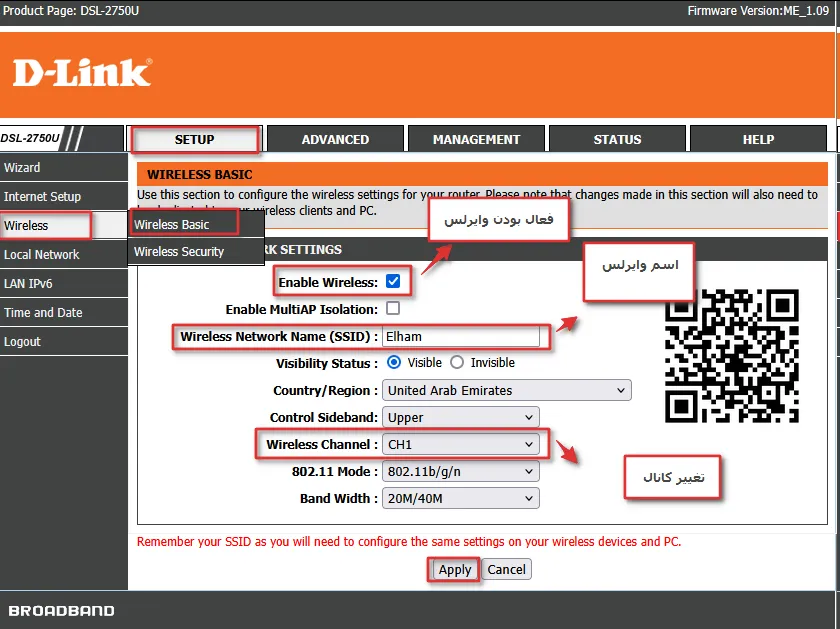 Product Page: DSL-2750U Firmware Version:ME_1.09
D-Link
DSL-2750U SETUP ADVANCED MANAGEMENT STATUS HELP
Wizard
Internet Setup
Wireless
Local Network
LAN IPv6
Time and Date
Logout
Wireless Basic
Wireless Security
WIRELESS BASIC
Use this section to configure the wireless settings for your router. Please note that changes made in this section will also need to
wireless clients and PC.
SETTINGS
فعال بودن وایرلس
اسم وایرلس
Enable Wireless:
Enable MultiAP Isolation:
Wireless Network Name (SSID) : Elham
Visibility Status : Visible Invisible
Country/Region : United Arab Emirates
Control Sideband: Upper
Wireless Channel : CH1
802.11 Mode : 802.11b/g/n
Band Width : 20M/40M
تغییر کانال
Remember your SSID as you will need to configure the same settings on your wireless devices and PC.
Apply Cancel
BROADBAND